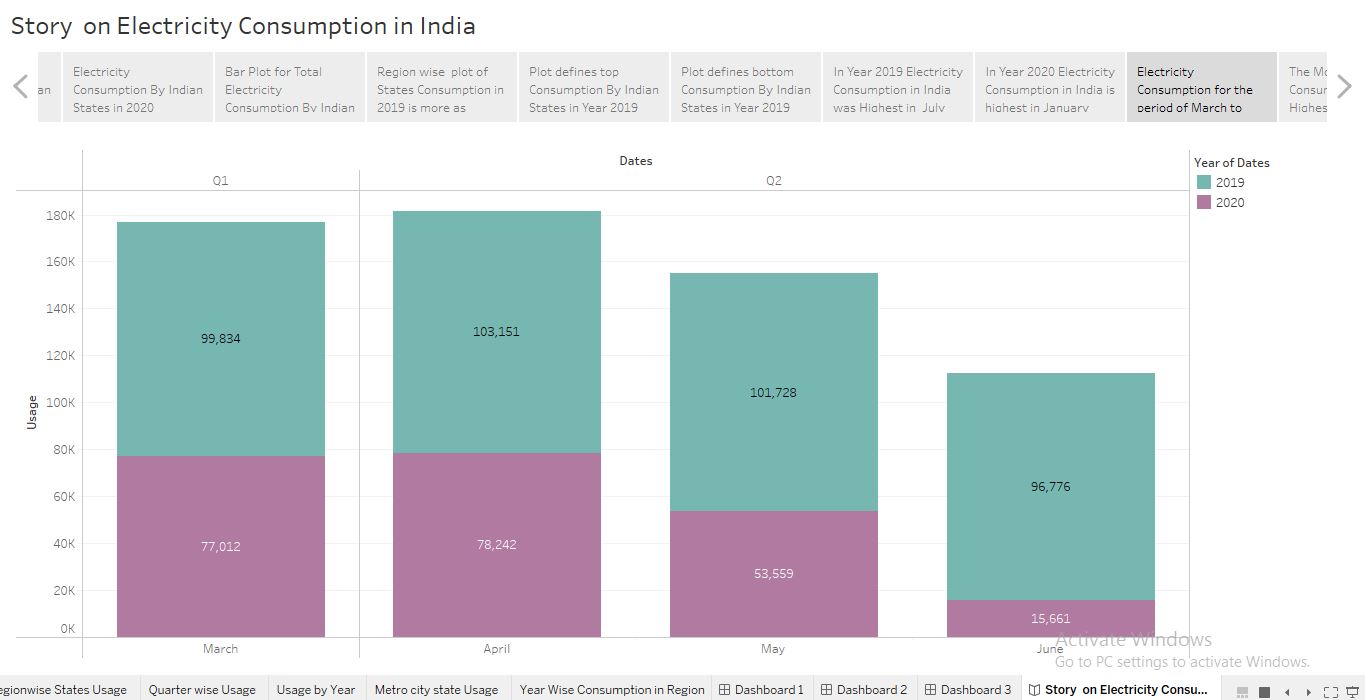 Story on Electricity Consumption in India
an
Electricity
Consumption By Indian
States in 2020
Bar Plot for Total
Electricity
Consumption By Indian
Region wise plot of
States Consumption in
2019 is more as
Plot defines top
Consumption By Indian
States in Year 2019
Plot defines bottom
Consumption By Indian
States in Year 2019
In Year 2019 Electricity
Consumption in India
was Highest in July
In Year 2020 Electricity
Consumption in India is
highest in January
Electricity
Consumption for the
period of March to
The Mo
Consur
Highes
Dates
Q1
Q2
Year of Dates
2019
2020
Usage
180K
160K
140K
120K
100K
80K
60K
40K
20K
0K
99,834
77,012
103,151
78,242
101,728
53,559
96,776
15,661
March
April
May
June
Activate Windows
Go to PC settings to activate Windows.
egionwise States Usage
Quarter wise Usage
Usage by Year
Metro city state Usage
Year Wise Consumption in Region
Dashboard 1
Dashboard 2
Dashboard 3
Story on Electricity Consu...